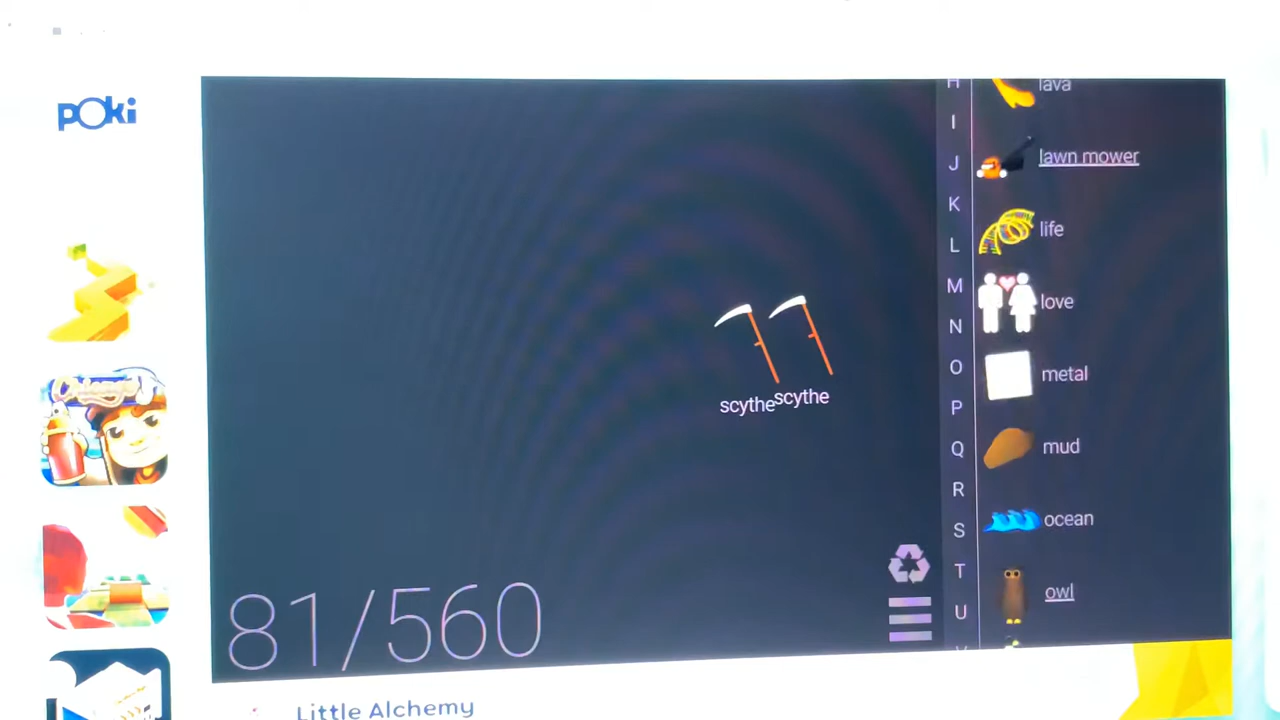 poki
H
I
J
K
L
M
N
O
P
Q
R
S
T
U
lava
lawn mower
life
love
metal
mud
ocean
owl
scythe
scythe
81/560
Little Alchemy